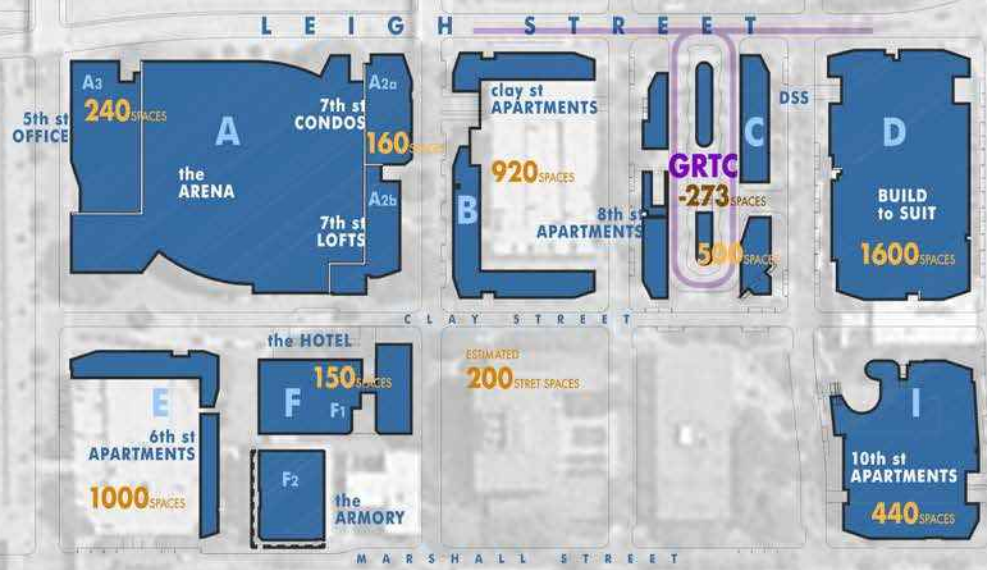 LEIGH STREET
A3
240 SPACES
5th st
OFFICE
A
the
ARENA
7th st
CONDOS
A2a
160 SPACES
A2b
7th st
LOFTS
clay st
APARTMENTS
920 SPACES
B
8th st
APARTMENTS
GRTC
-273 SPACES
500 SPACES
C
DSS
D
BUILD
to SUIT
1600 SPACES
CLAY STREET
E
6th st
APARTMENTS
1000 SPACES
the HOTEL
150 SPACES
F
F1
F2
the
ARMORY
ESTIMATED
200 STRET SPACES
I
10th st
APARTMENTS
440 SPACES
MARSHALL STREET